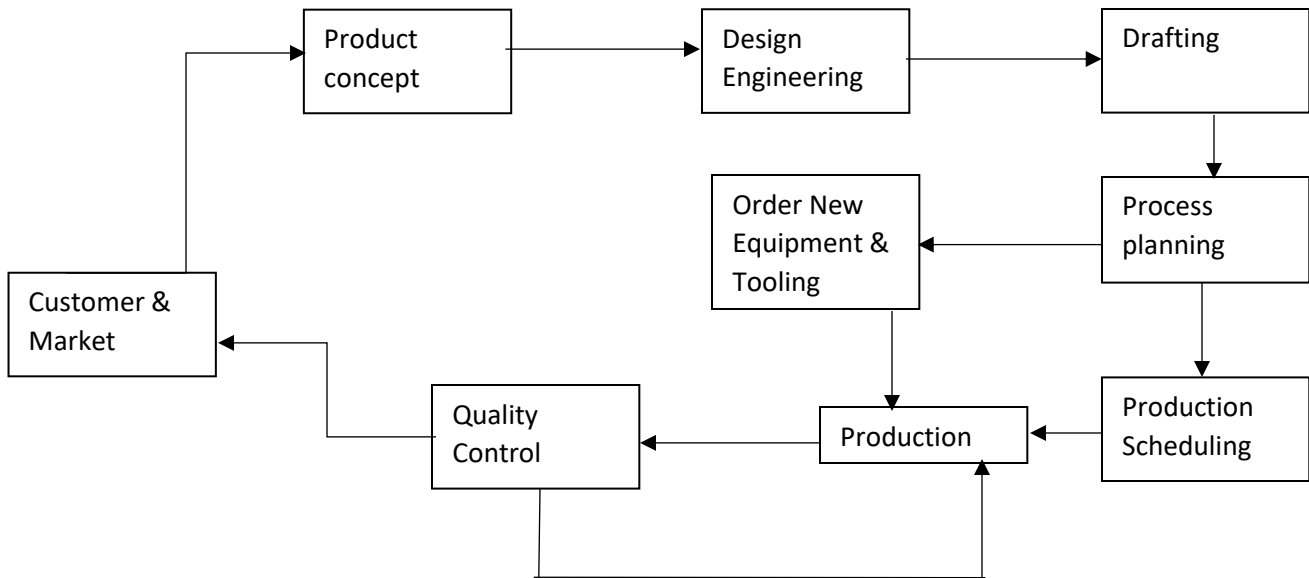 Product
concept
Design
Engineering
Drafting
Order New
Equipment &
Tooling
Process
planning
Customer &
Market
Quality
Control
Production
Production
Scheduling